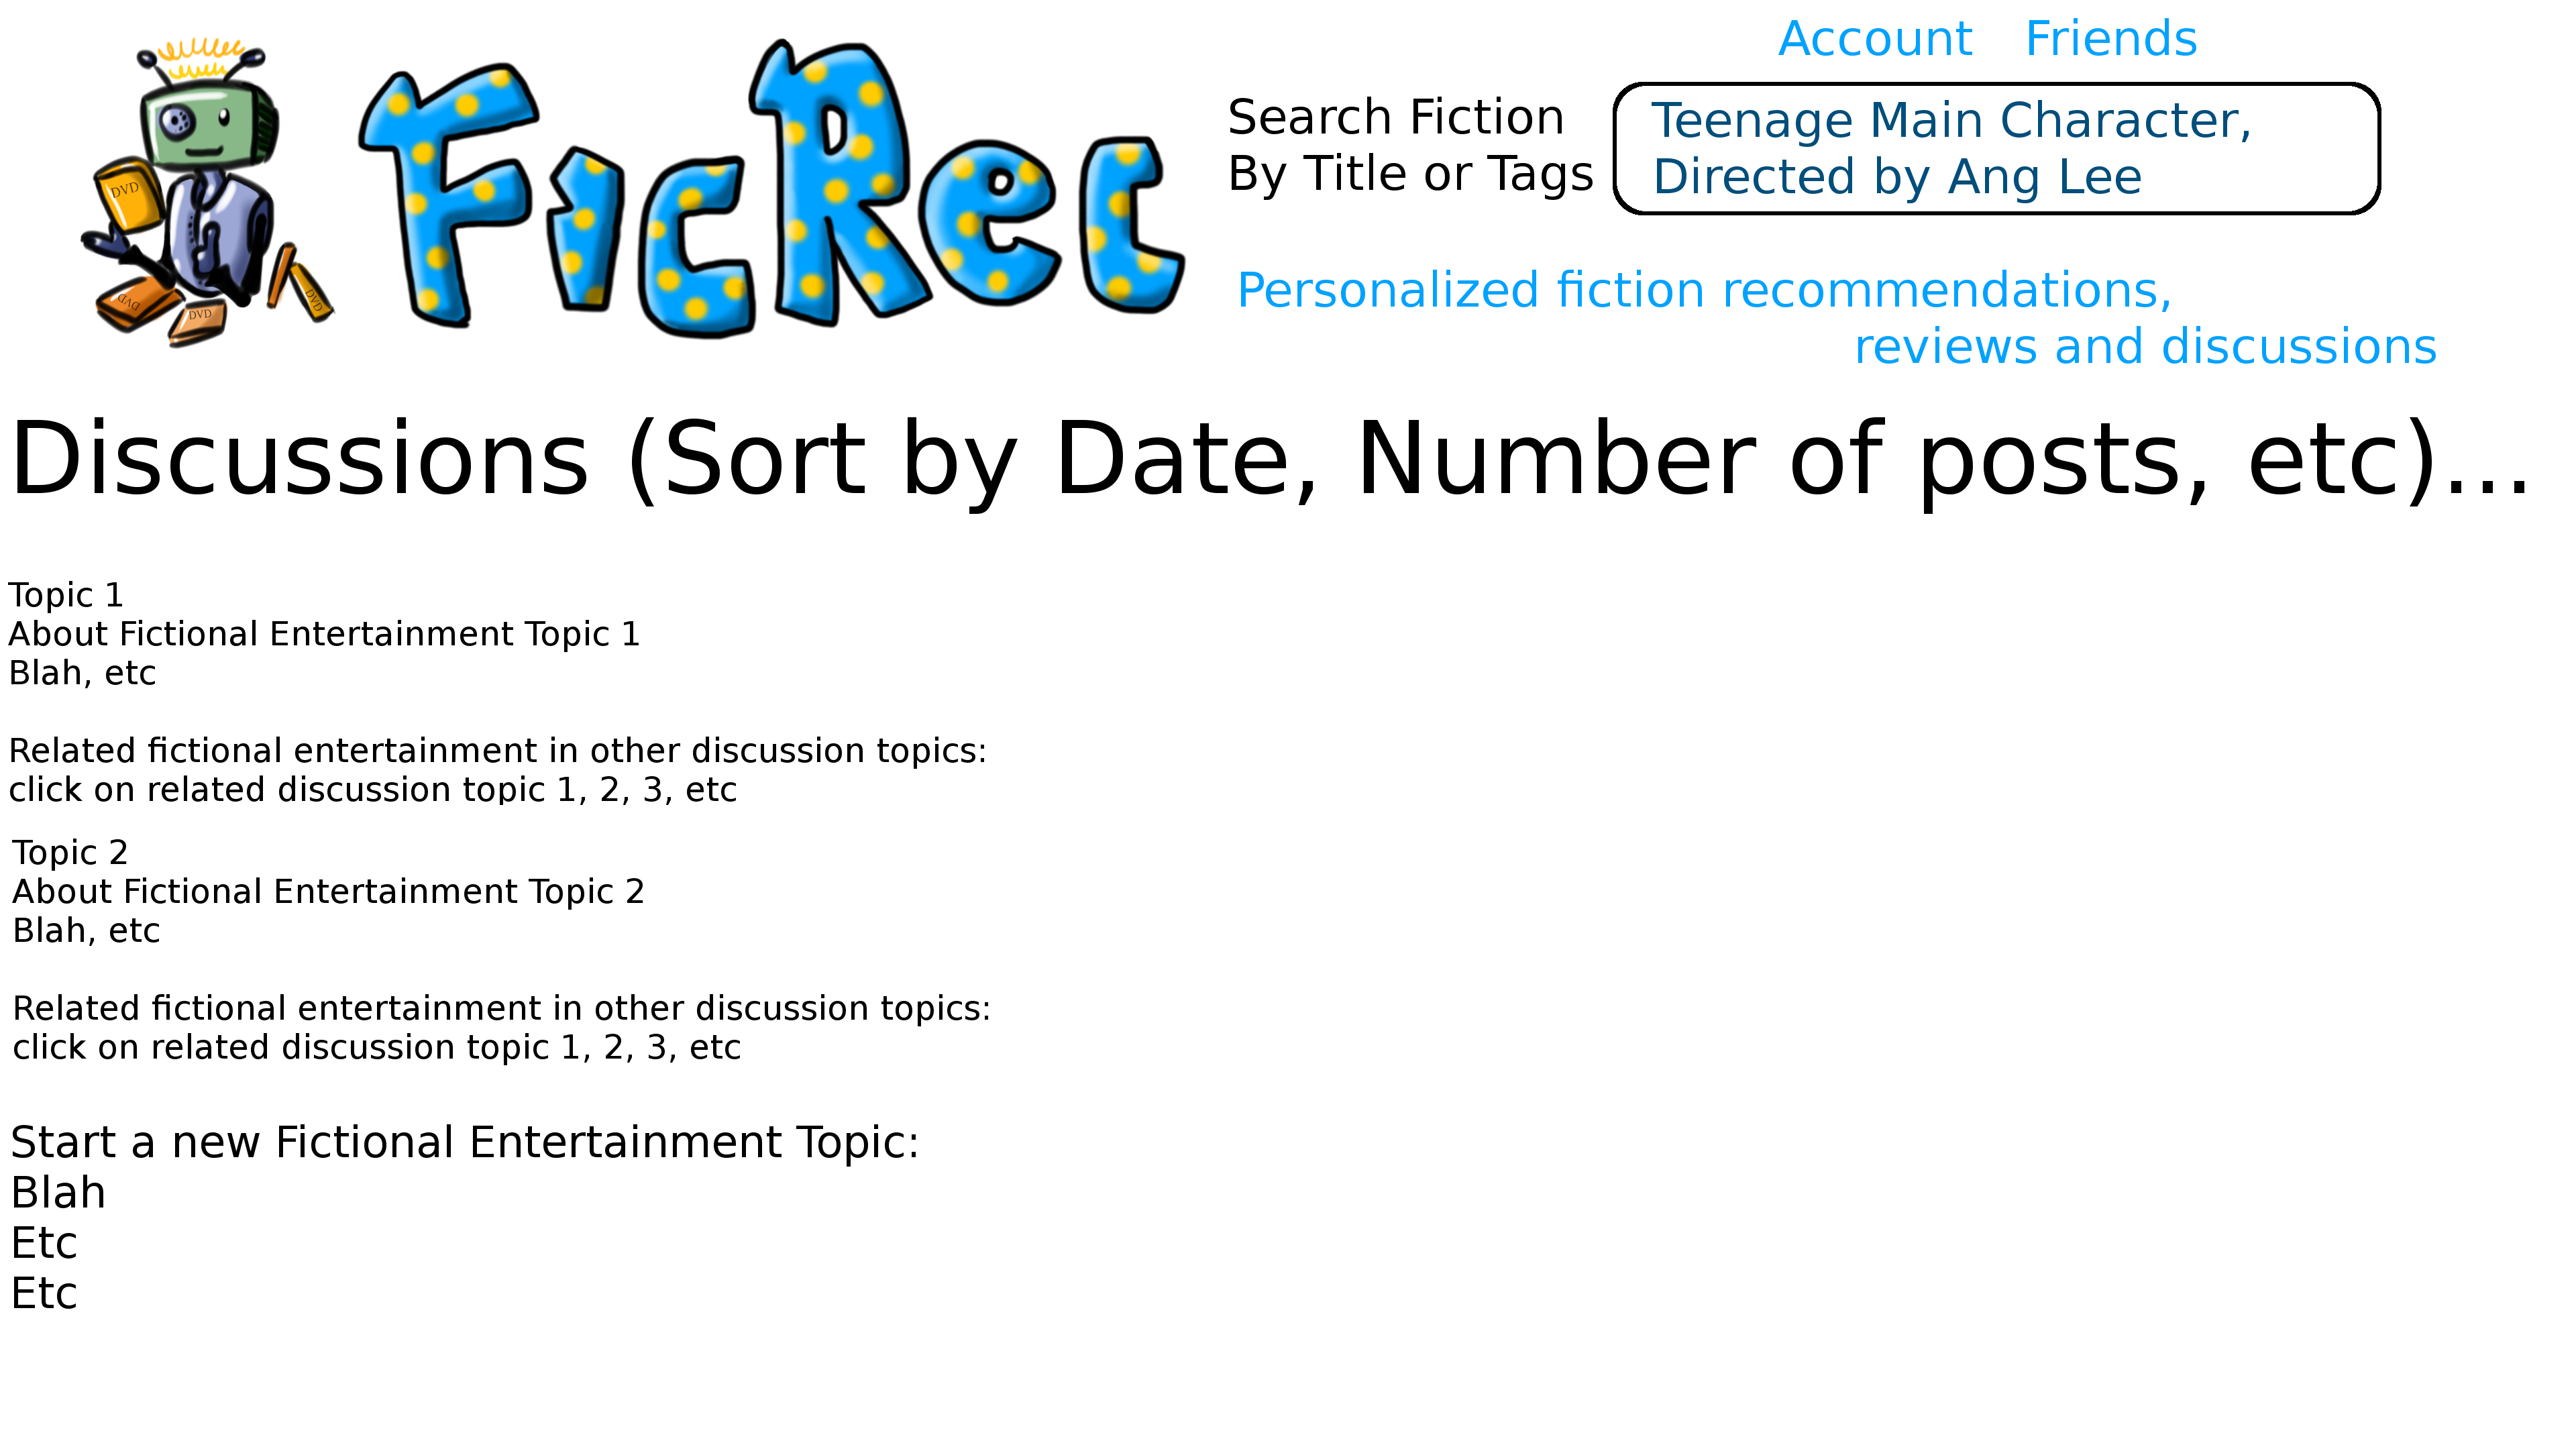 Account Friends
FicRec
Search Fiction
By Title or Tags
Teenage Main Character,
Directed by Ang Lee
DVD
DVD
DVD
DVD
Personalized fiction recommendations,
reviews and discussions
Discussions (Sort by Date, Number of posts, etc)...
Topic 1
About Fictional Entertainment Topic 1
Blah, etc
Related fictional entertainment in other discussion topics:
click on related discussion topic 1, 2, 3, etc
Topic 2
About Fictional Entertainment Topic 2
Blah, etc
Related fictional entertainment in other discussion topics:
click on related discussion topic 1, 2, 3, etc
Start a new Fictional Entertainment Topic:
Blah
Etc
Etc